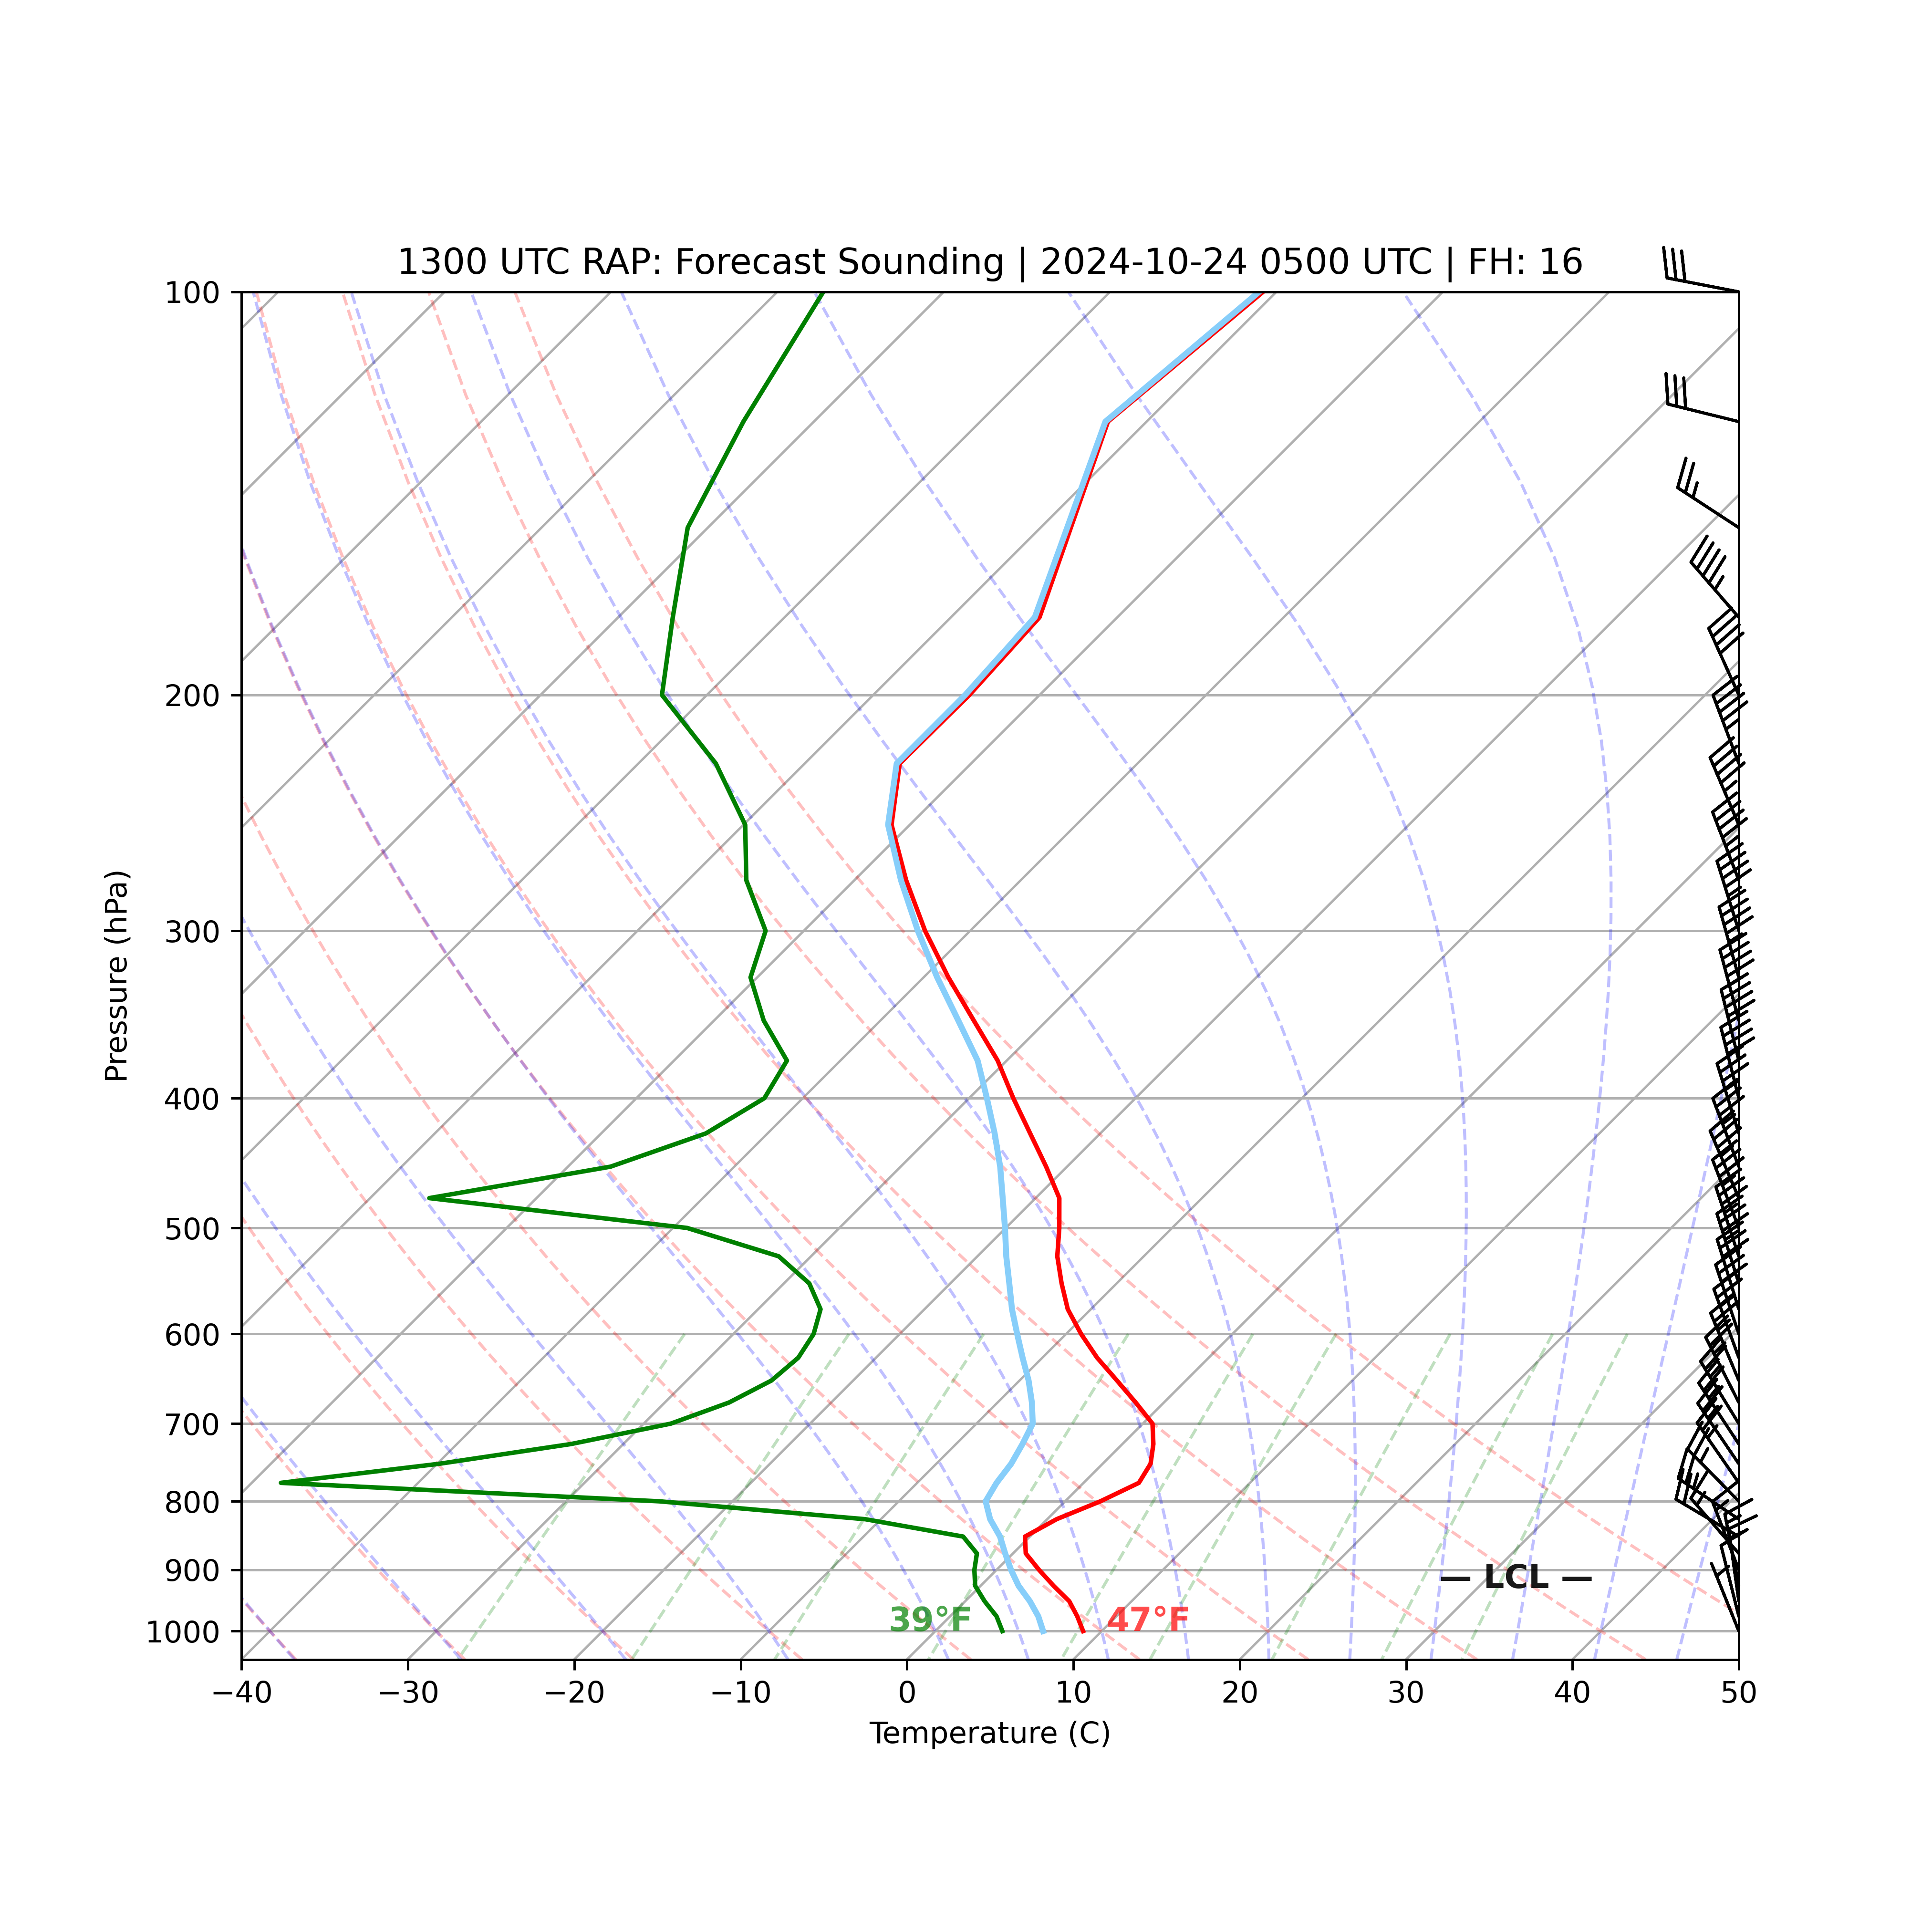 1300 UTC RAP: Forecast Sounding | 2024-10-24 0500 UTC | FH: 16
100
200
300
400
500
600
700
800
900
1000
Pressure (hPa)
— LCL —
39°F
47°F
−40 −30 −20 −10 0 10 20 30 40 50
Temperature (C)